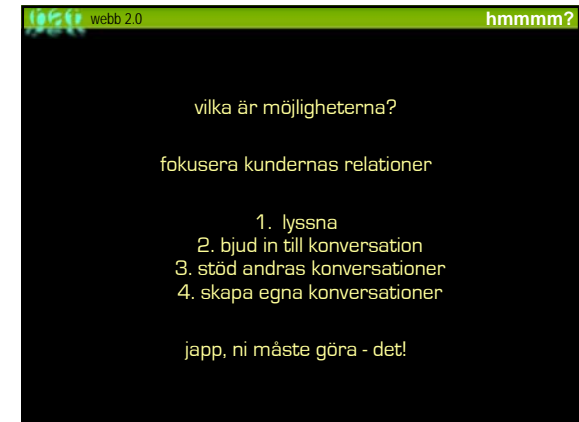 webb 2.0
hmmmm?
vilka är möjligheterna?
fokusera kundernas relationer
1. lyssna
2. bjud in till konversation
3. stöd andras konversationer
4. skapa egna konversationer
japp, ni måste göra - det!